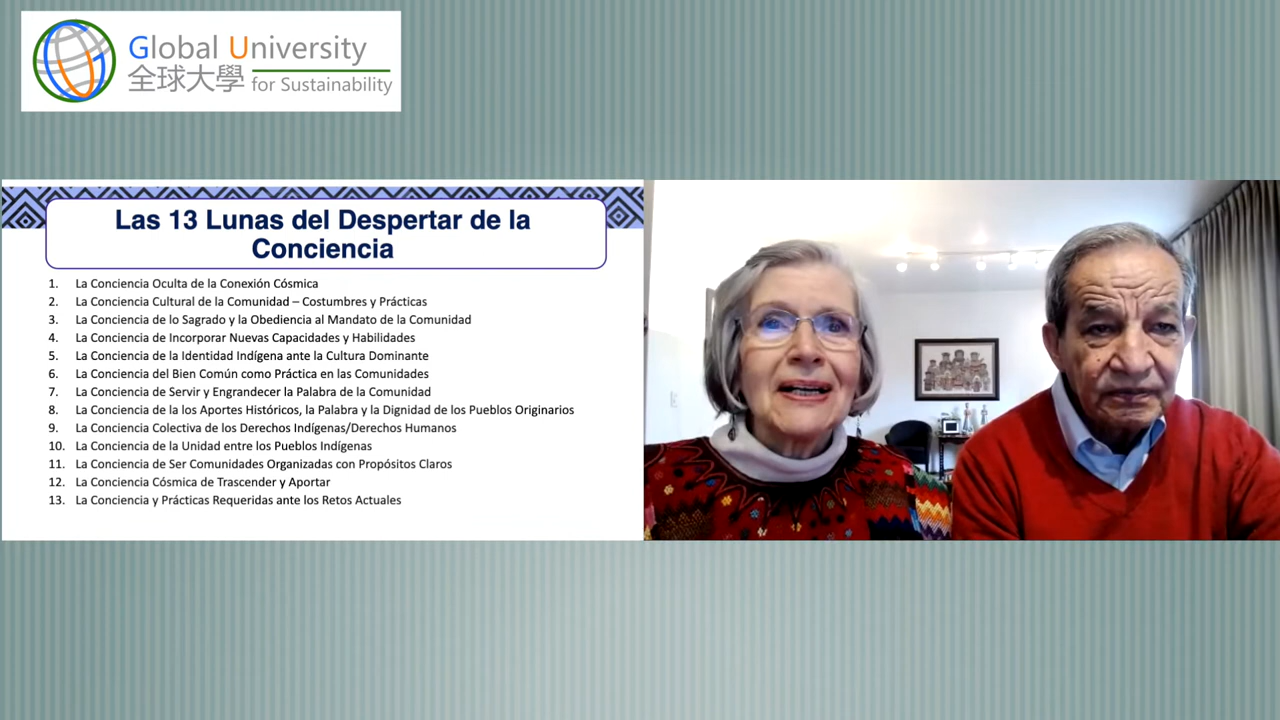 Global University
全球大學 for Sustainability
Las 13 Lunas del Despertar de la
Conciencia
1. La Conciencia Oculta de la Conexión Cósmica
2. La Conciencia Cultural de la Comunidad – Costumbres y Prácticas
3. La Conciencia de lo Sagrado y la Obediencia al Mandato de la Comunidad
4. La Conciencia de Incorporar Nuevas Capacidades y Habilidades
5. La Conciencia de la Identidad Indígena ante la Cultura Dominante
6. La Conciencia del Bien Común como Práctica en las Comunidades
7. La Conciencia de Servir y Engrandecer la Palabra de la Comunidad
8. La Conciencia de la los Aportes Históricos, la Palabra y la Dignidad de los Pueblos Originarios
9. La Conciencia Colectiva de los Derechos Indígenas/Derechos Humanos
10. La Conciencia de la Unidad entre los Pueblos Indígenas
11. La Conciencia de Ser Comunidades Organizadas con Propósitos Claros
12. La Conciencia Cósmica de Trascender y Aportar
13. La Conciencia y Prácticas Requeridas ante los Retos Actuales